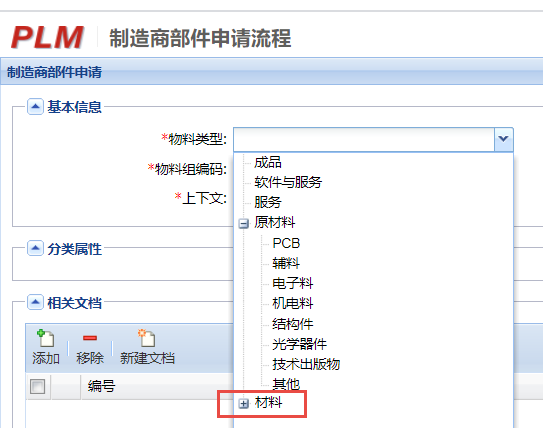 PLM 制造商部件申请流程
制造商部件申请
基本信息
*物料类型:
*物料组编码:
*上下文:
成品
软件与服务
服务
原材料
PCB
辅料
电子料
机电料
结构件
光学器件
技术出版物
其他
材料
分类属性
相关文档
添加 移除 新建文档
编号